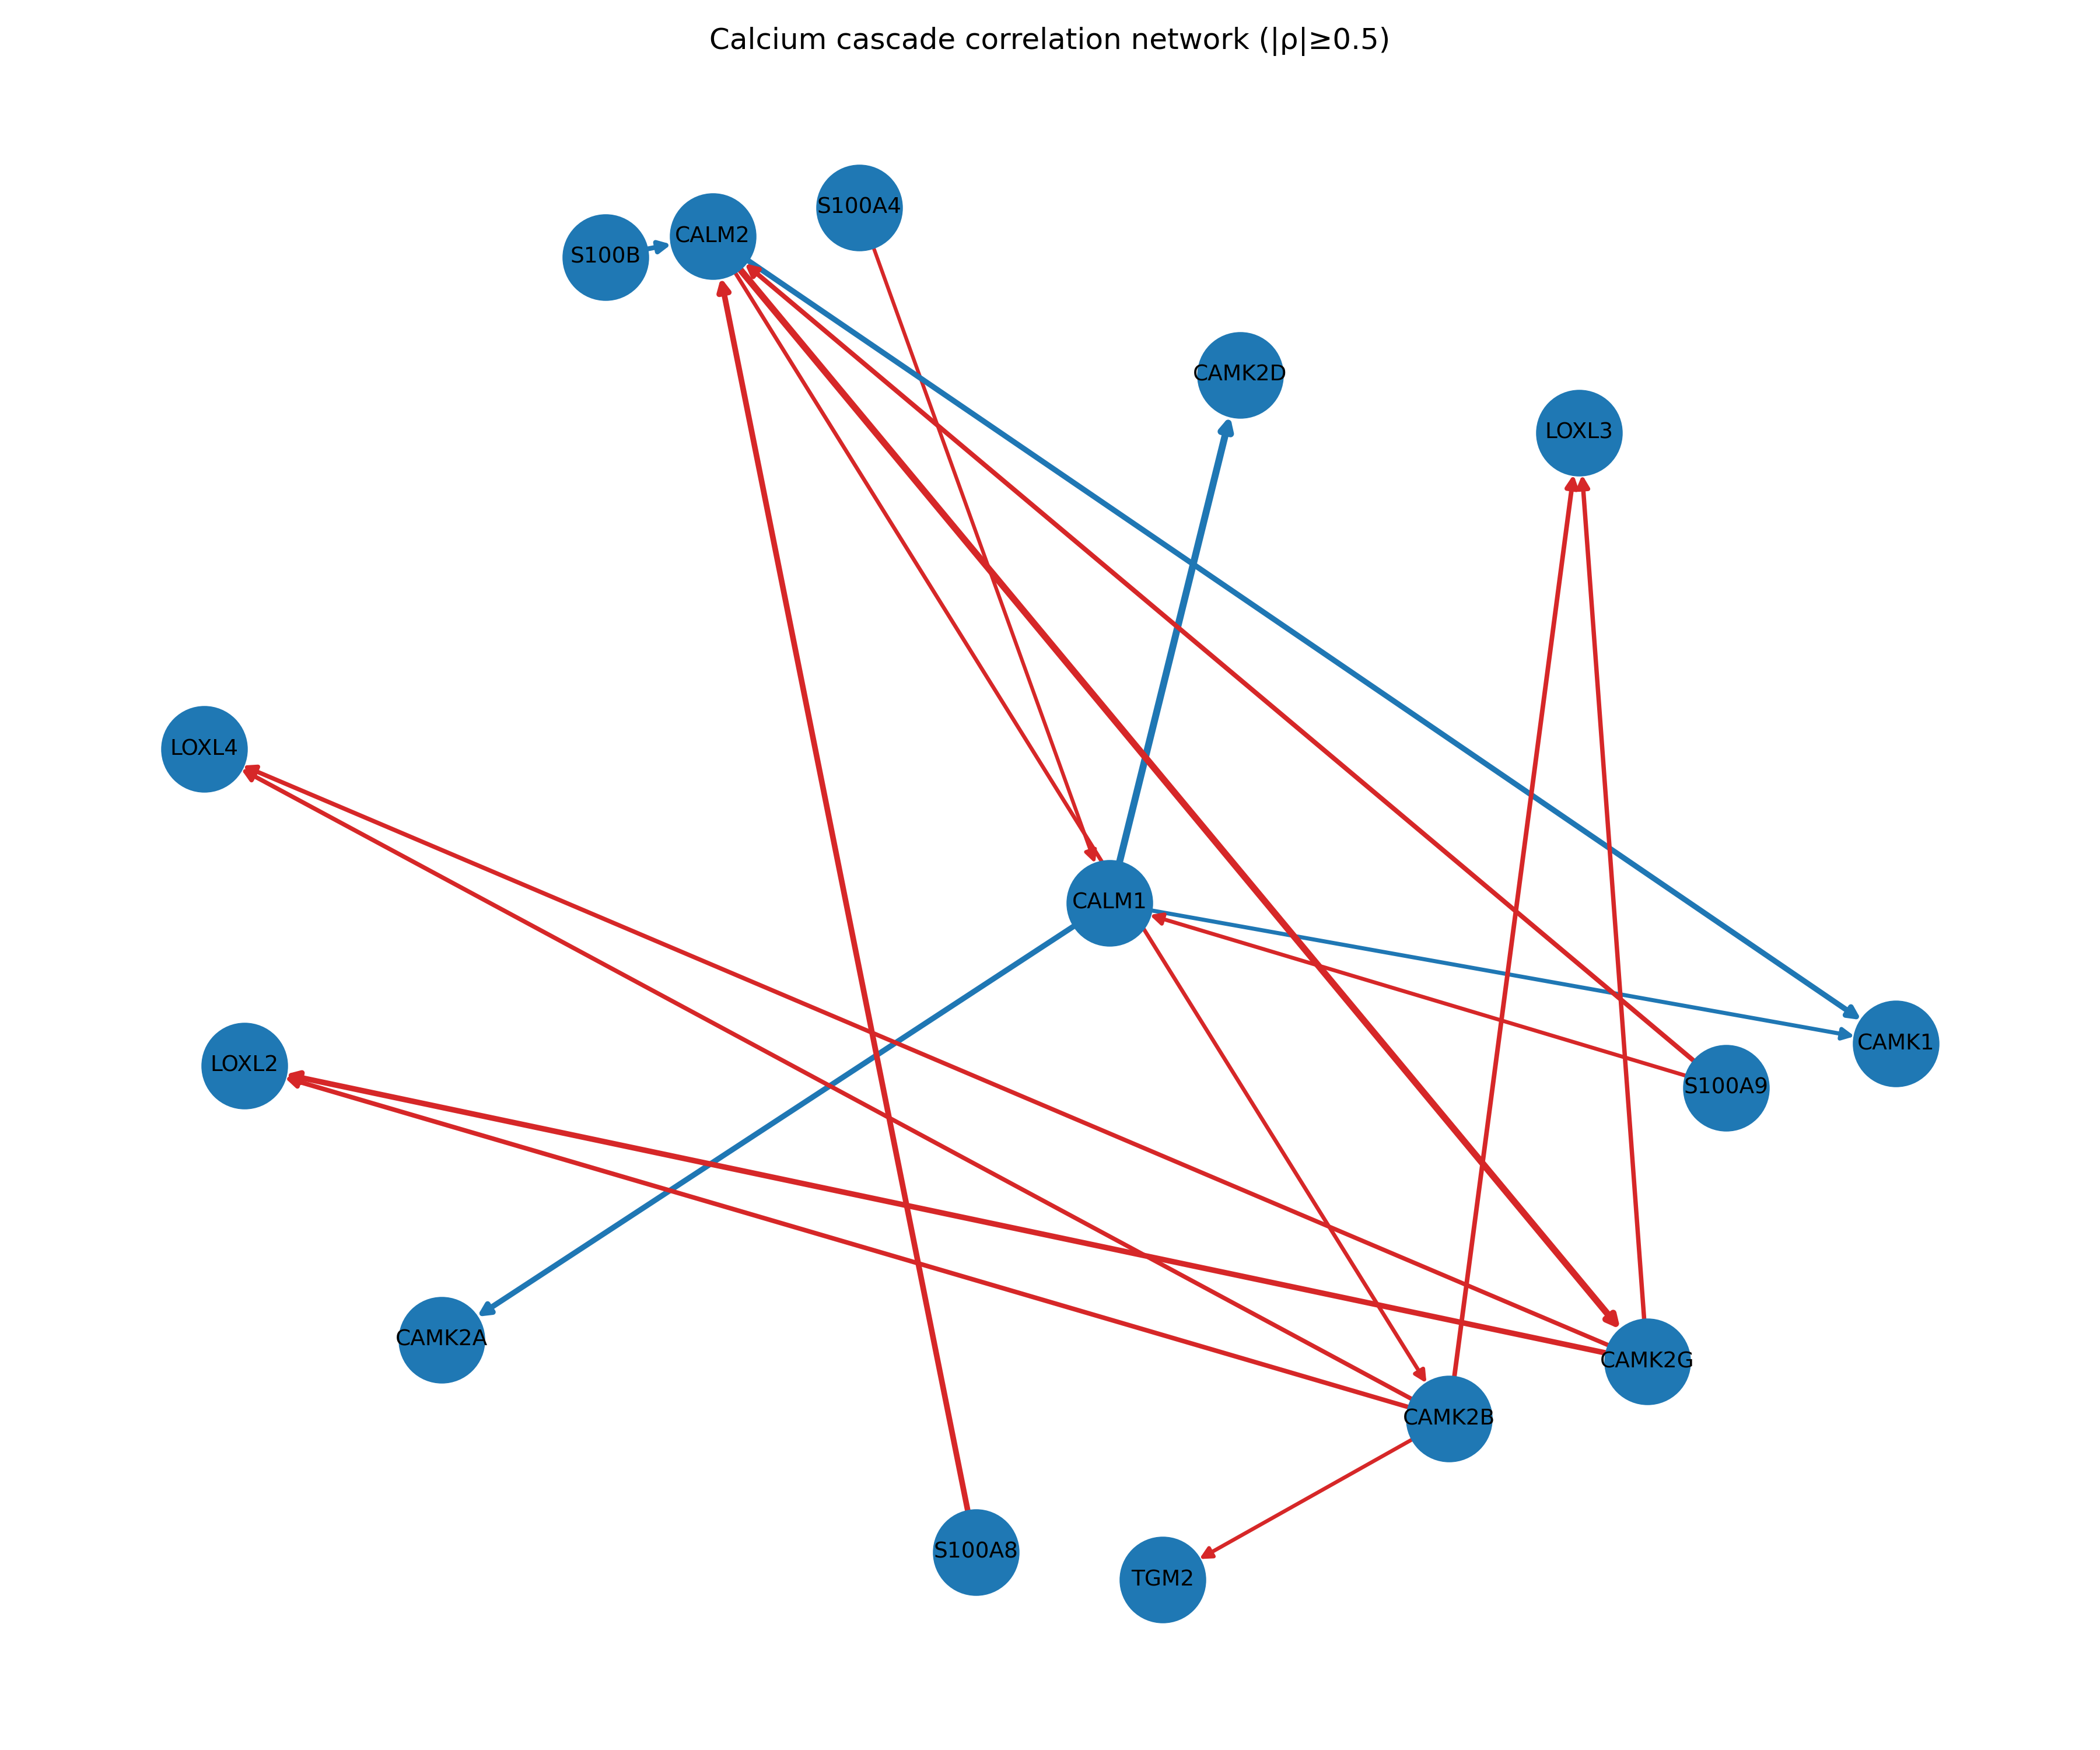 Calcium cascade correlation network (|ρ|≥0.5)
S100A4
CALM2
S100B
CAMK2D
LOXL3
LOXL4
CALM1
CAMK1
LOXL2
S100A9
CAMK2A
CAMK2G
CAMK2B
S100A8
TGM2